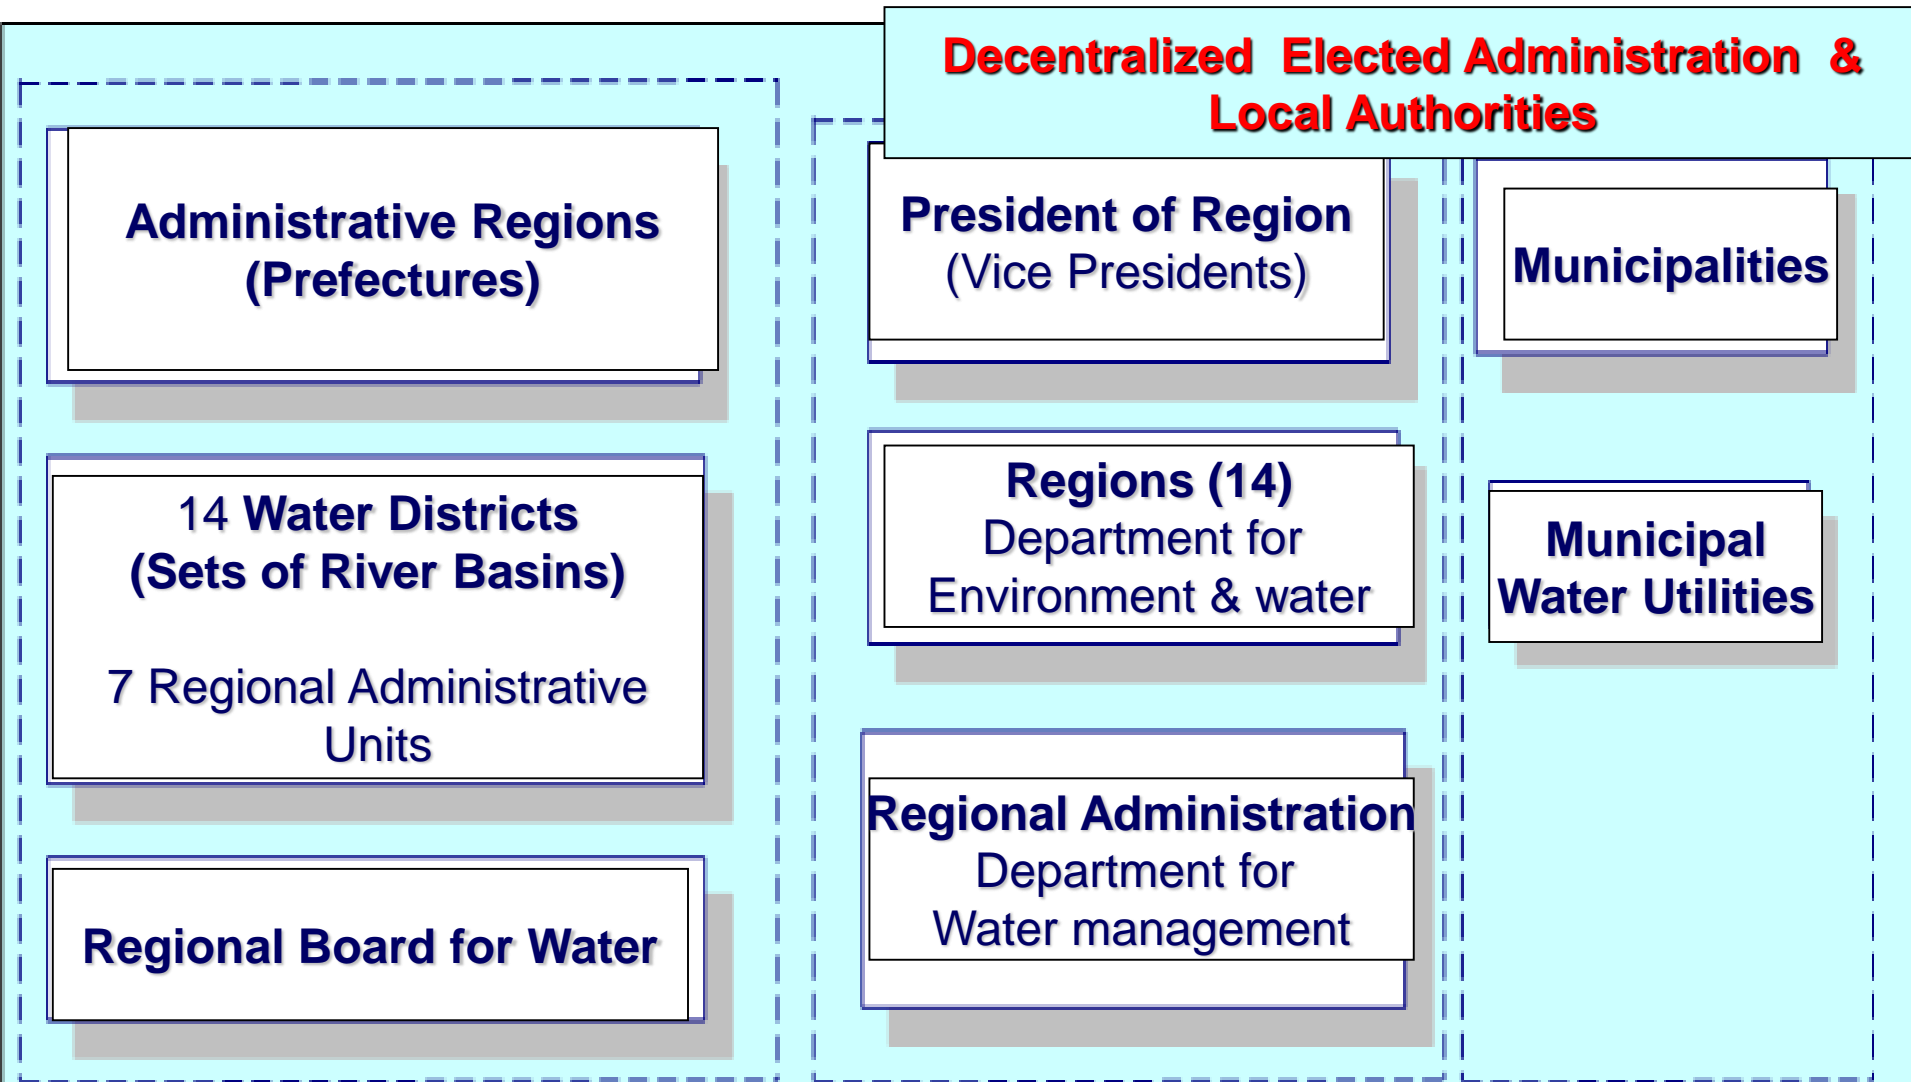 Decentralized Elected Administration &
Local Authorities
Administrative Regions
(Prefectures)
14 Water Districts
(Sets of River Basins)
7 Regional Administrative
Units
Regional Board for Water
President of Region
(Vice Presidents)
Regions (14)
Department for
Environment & water
Regional Administration
Department for
Water management
Municipalities
Municipal
Water Utilities